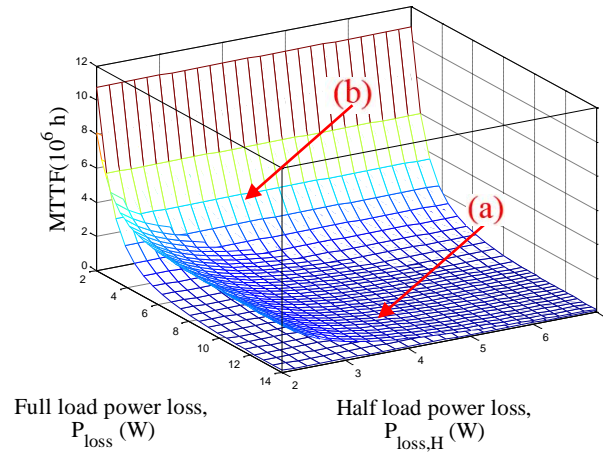 12
10
8
6
4
2
0
MTTF(10^6 h)
(b)
(a)
2
4
6
8
10
12
14
2
3
4
5
6
Full load power loss,
P_loss (W)
Half load power loss,
P_loss,H (W)